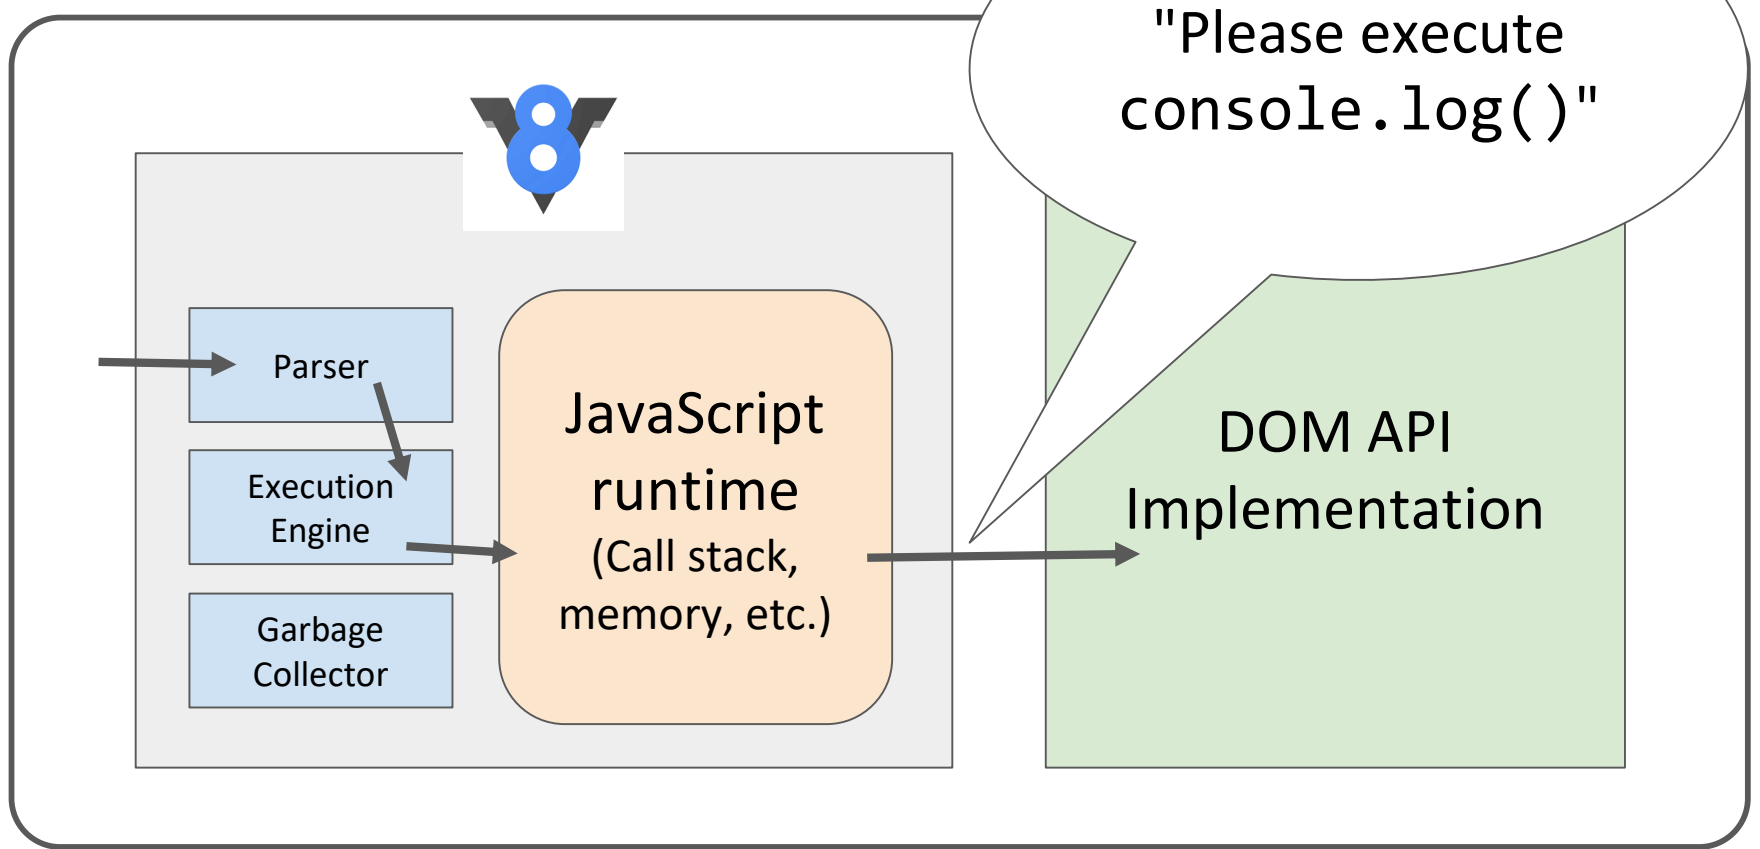 "Please execute
console.log()"
Parser
Execution
Engine
Garbage
Collector
JavaScript
runtime
(Call stack,
memory, etc.)
DOM API
Implementation